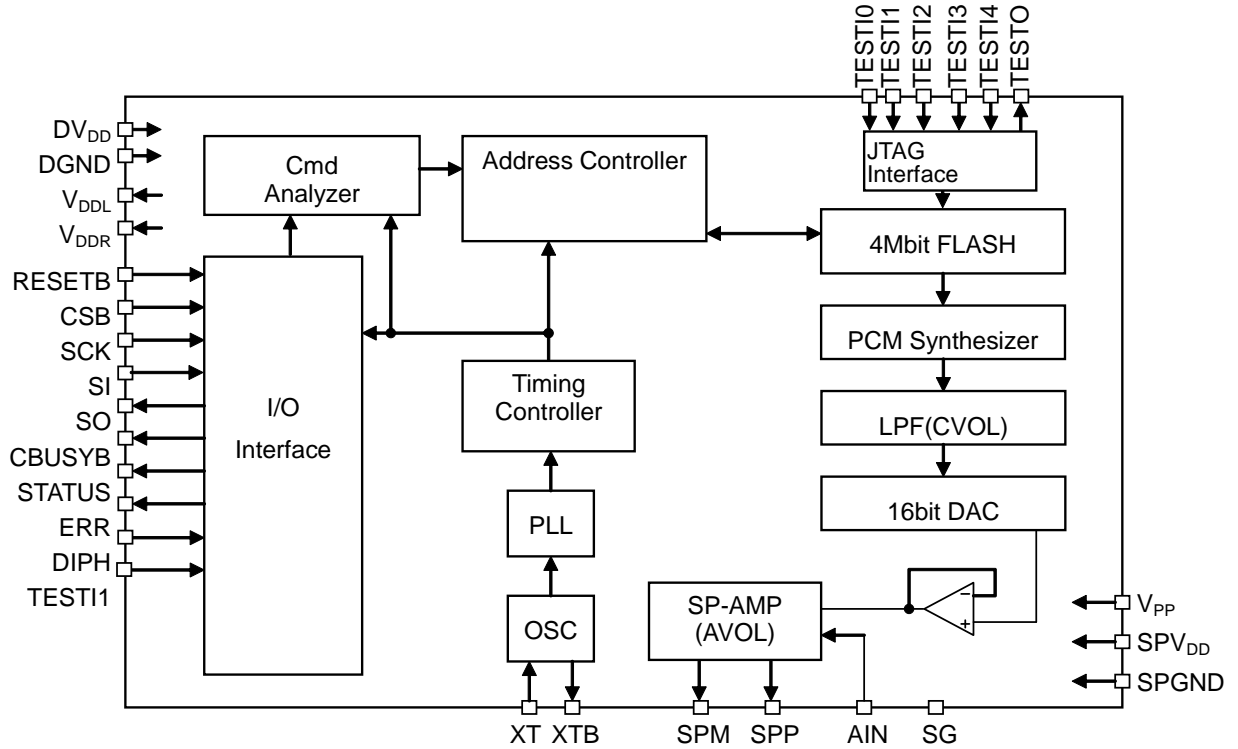 TESTI0
TESTI1
TESTI2
TESTI3
TESTI4
TESTO
DVDD
DGND
VDDL
VDDR
RESETB
CSB
SCK
SI
SO
CBUSYB
STATUS
ERR
DIPH
TESTI1
Cmd
Analyzer
Address Controller
JTAG
Interface
4Mbit FLASH
PCM Synthesizer
LPF(CVOL)
16bit DAC
I/O
Interface
Timing
Controller
PLL
OSC
SP-AMP
(AVOL)
−
+
VPP
SPVDD
SPGND
XT
XTB
SPM
SPP
AIN
SG